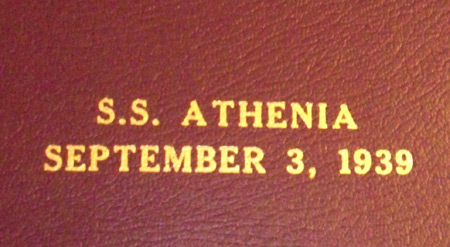 S.S. ATHENIA
SEPTEMBER 3, 1939